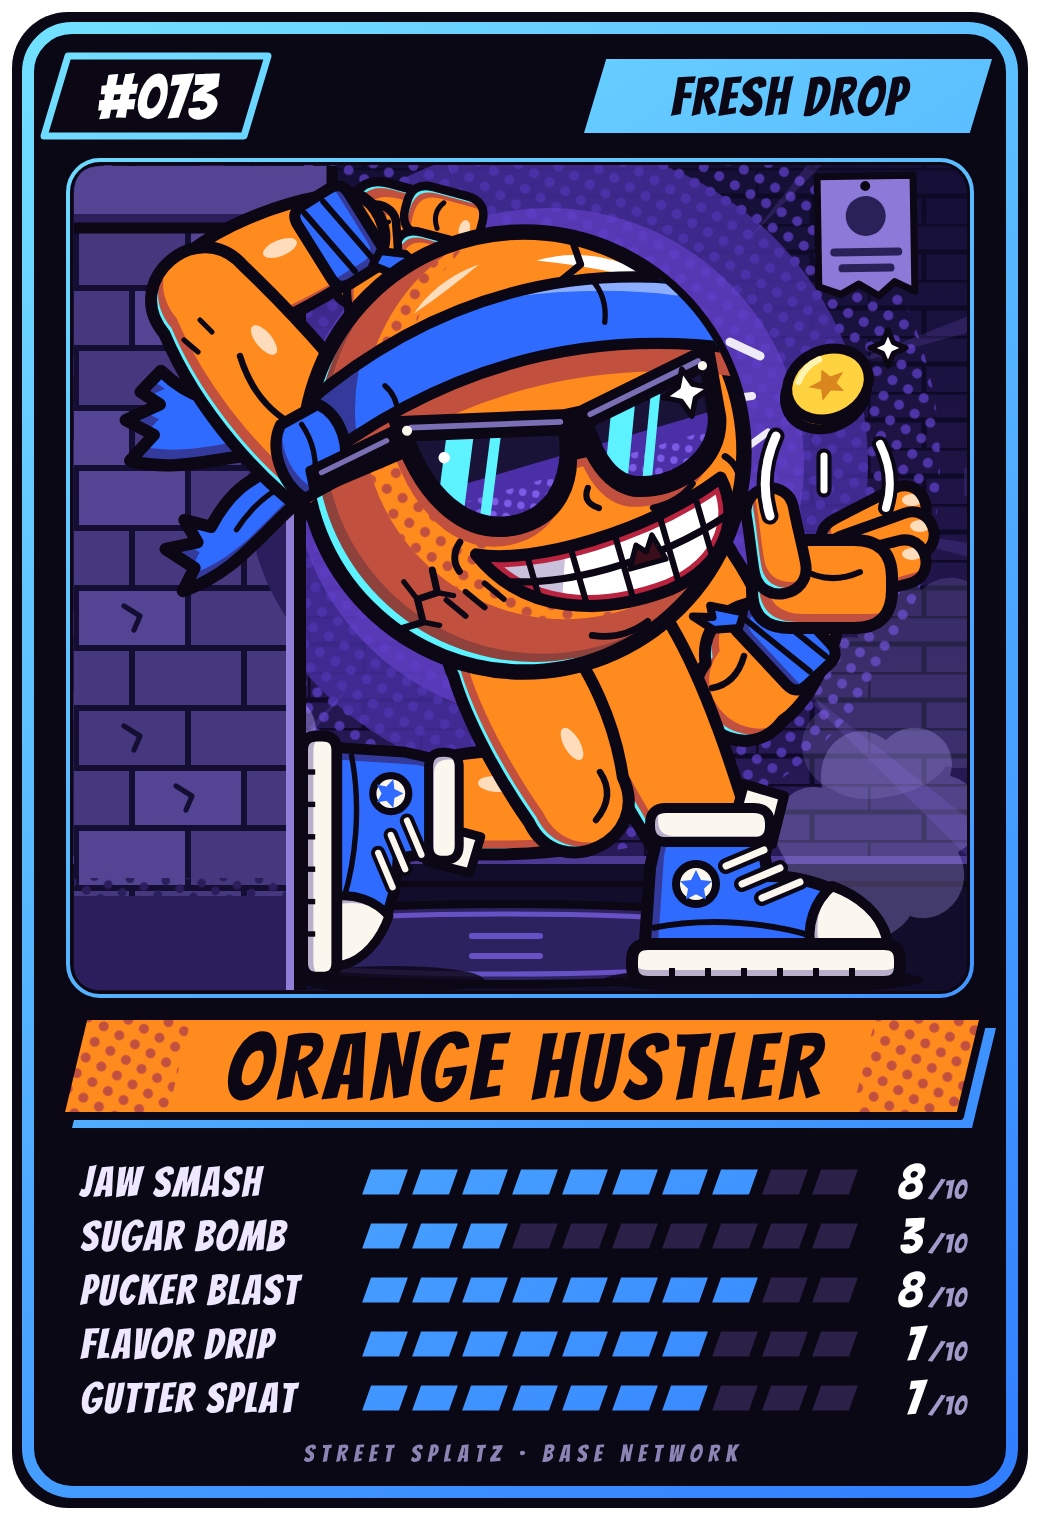 #073
FRESH DROP
ORANGE HUSTLER
JAW SMASH 8/10
SUGAR BOMB 3/10
PUCKER BLAST 8/10
FLAVOR DRIP 7/10
GUTTER SPLAT 7/10
STREET SPLATZ · BASE NETWORK